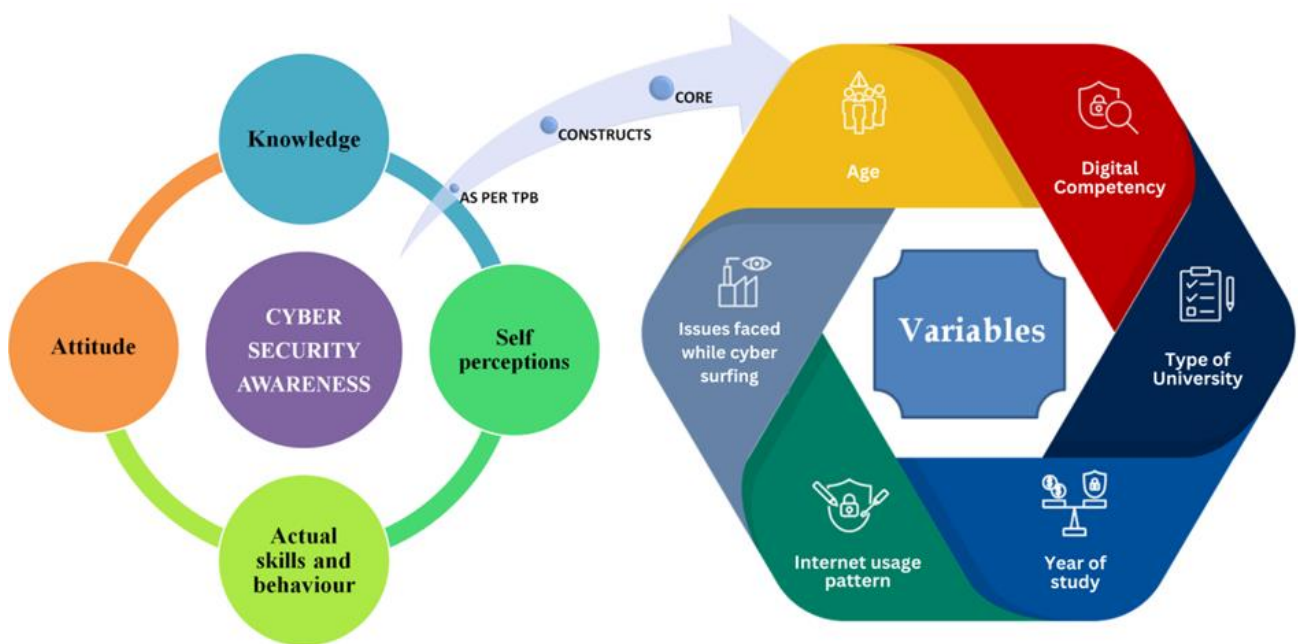 Knowledge
Attitude
CYBER
SECURITY
AWARENESS
Self
perceptions
Actual
skills and
behaviour
AS PER TPB
CONSTRUCTS
CORE
Age
Digital
Competency
Issues faced
while cyber
surfing
Variables
Type of
University
Internet usage
pattern
Year of
study